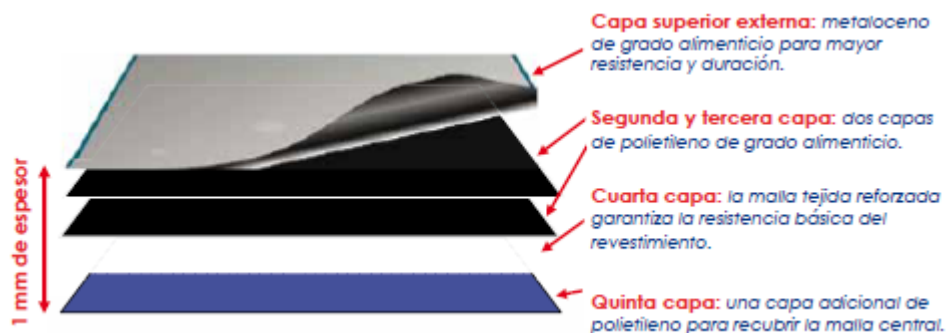 Capa superior externa: metaloceno
de grado alimenticio para mayor
resistencia y duración.
Segunda y tercera capa: dos capas
de polietileno de grado alimenticio.
Cuarta capa: la malla tejida reforzada
garantiza la resistencia básica del
revestimiento.
Quinta capa: una capa adicional de
polietileno para recubrir la malla central.
1 mm de espesor